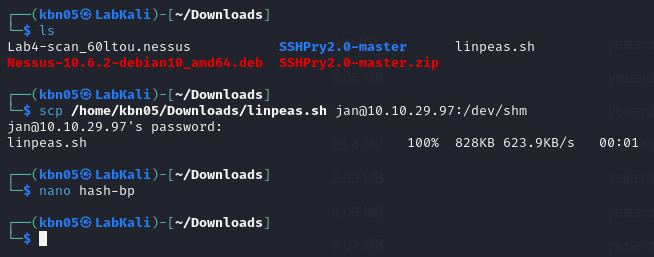 ┌──(kbn05㉿LabKali)-[~/Downloads]
└─$ ls
Lab4-scan_60ltou.nessus SSHPry2.0-master linpeas.sh
Nessus-10.6.2-debian10_amd64.deb SSHPry2.0-master.zip
┌──(kbn05㉿LabKali)-[~/Downloads]
└─$ scp /home/kbn05/Downloads/linpeas.sh jan@10.10.29.97:/dev/shm
jan@10.10.29.97's password:
linpeas.sh 100% 828KB 623.9KB/s 00:01
┌──(kbn05㉿LabKali)-[~/Downloads]
└─$ nano hash-bp
┌──(kbn05㉿LabKali)-[~/Downloads]
└─$